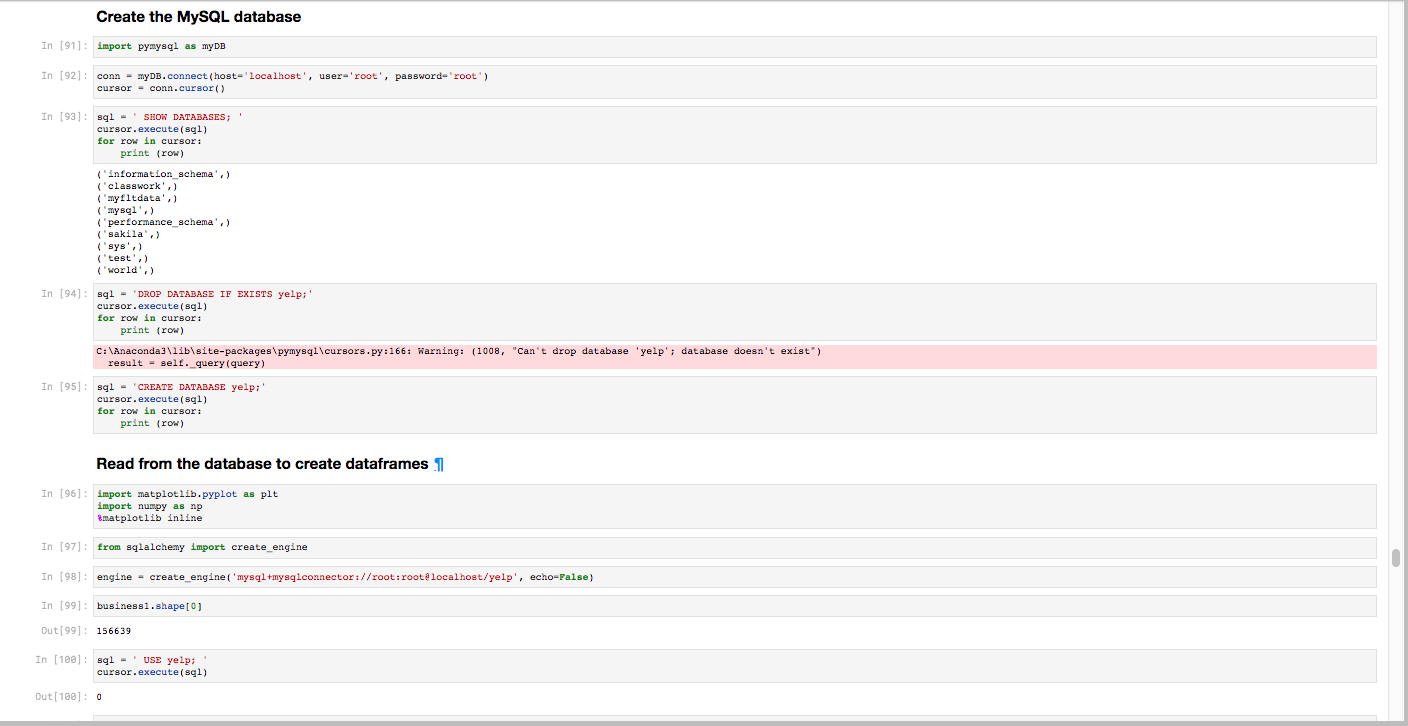 Create the MySQL database
In [91]: import pymysql as myDB
In [92]: conn = myDB.connect(host='localhost', user='root', password='root')
cursor = conn.cursor()
In [93]: sql = ' SHOW DATABASES; '
cursor.execute(sql)
for row in cursor:
    print (row)
('information_schema',)
('classwork',)
('myfltdata',)
('mysql',)
('performance_schema',)
('sakila',)
('sys',)
('test',)
('world',)
In [94]: sql = 'DROP DATABASE IF EXISTS yelp;'
cursor.execute(sql)
for row in cursor:
    print (row)
C:\Anaconda3\lib\site-packages\pymysql\cursors.py:166: Warning: (1008, "Can't drop database 'yelp'; database doesn't exist")
  result = self._query(query)
In [95]: sql = 'CREATE DATABASE yelp;'
cursor.execute(sql)
for row in cursor:
    print (row)
Read from the database to create dataframes ¶
In [96]: import matplotlib.pyplot as plt
import numpy as np
%matplotlib inline
In [97]: from sqlalchemy import create_engine
In [98]: engine = create_engine('mysql+mysqlconnector://root:root@localhost/yelp', echo=False)
In [99]: business1.shape[0]
Out[99]: 156639
In [100]: sql = ' USE yelp; '
cursor.execute(sql)
Out[100]: 0